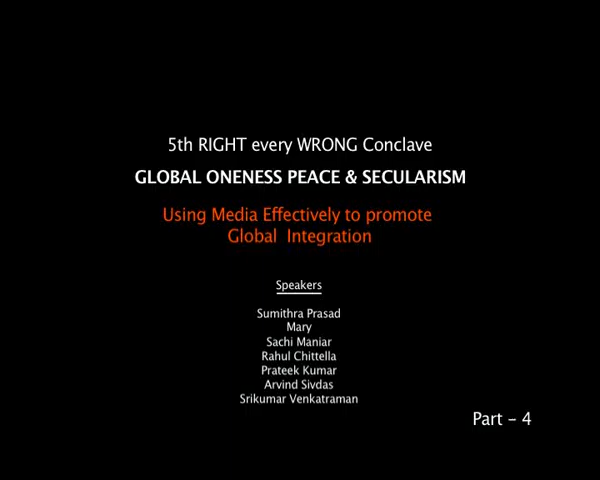 5th RIGHT every WRONG Conclave
GLOBAL ONENESS PEACE & SECULARISM
Using Media Effectively to promote
Global Integration
Speakers
Sumithra Prasad
Mary
Sachi Maniar
Rahul Chittella
Prateek Kumar
Arvind Sivdas
Srikumar Venkatraman
Part - 4